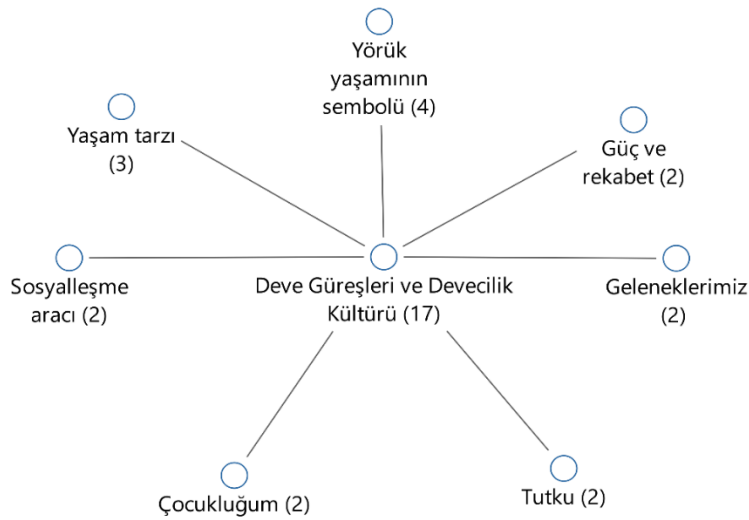 Yörük
yaşamının
sembolü (4)
Yaşam tarzı
(3)
Güç ve
rekabet (2)
Sosyalleşme
aracı (2)
Deve Güreşleri ve Devecilik
Kültürü (17)
Geleneklerimiz
(2)
Çocukluğum (2)
Tutku (2)